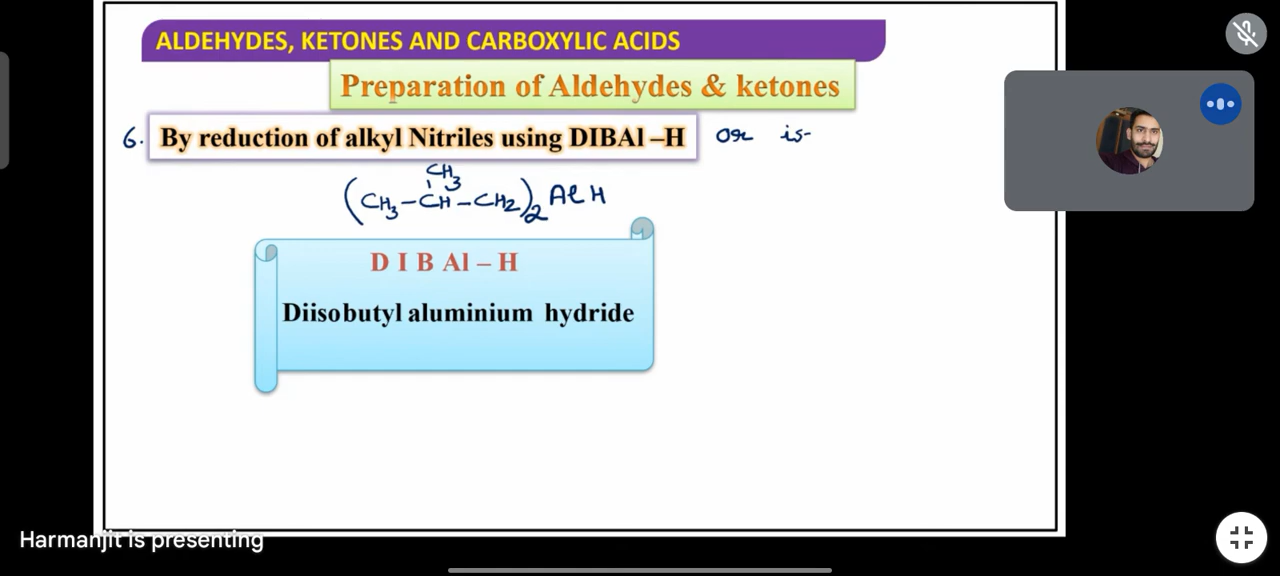 ALDEHYDES, KETONES AND CARBOXYLIC ACIDS
Preparation of Aldehydes & ketones
6. By reduction of alkyl Nitriles using DIBAl –H or is-
CH3
(CH3–CH–CH2)2 AlH
D I B Al – H
Diisobutyl aluminium hydride
Harmanjit is presenting